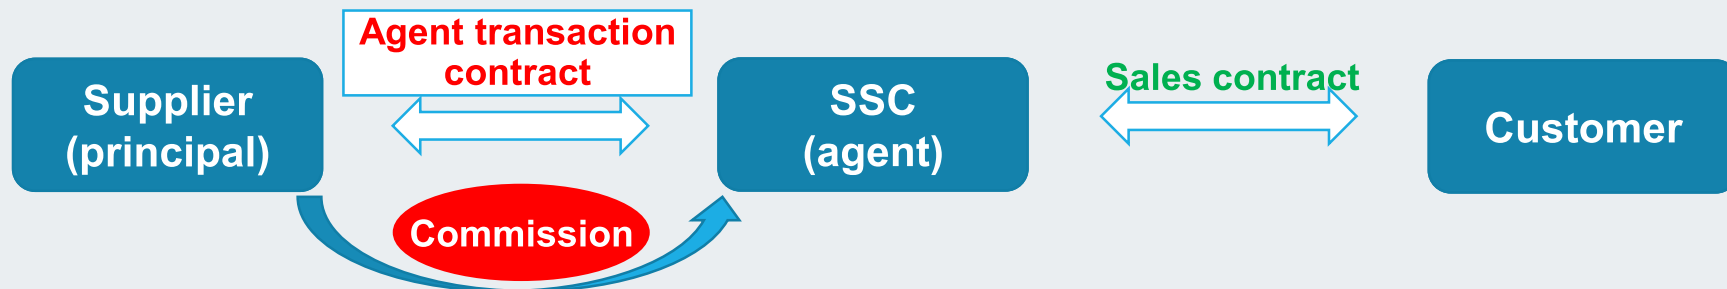 Agent transaction
contract
Supplier
(principal)
SSC
(agent)
Sales contract
Customer
Commission